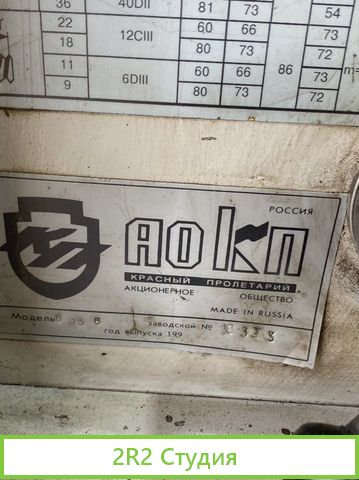 36 40DII 81 73 54
22 12CIII 60 66 73
18 80 73 72
11 6DIII 60 66 86 73 m=
9 80 73 72
РОССИЯ
АОКП
КРАСНЫЙ ПРОЛЕТАРИЙ
АКЦИОНЕРНОЕ ОБЩЕСТВО
MADE IN RUSSIA
Модель заводской №
год выпуска 199
2R2 Студия